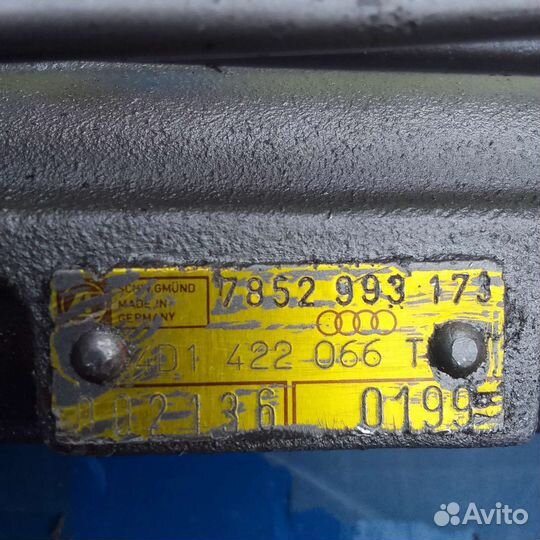 SCHW.GMÜND 7852 993 173
MADE IN
GERMANY
4D1 422 066 T
002136 0199
Avito